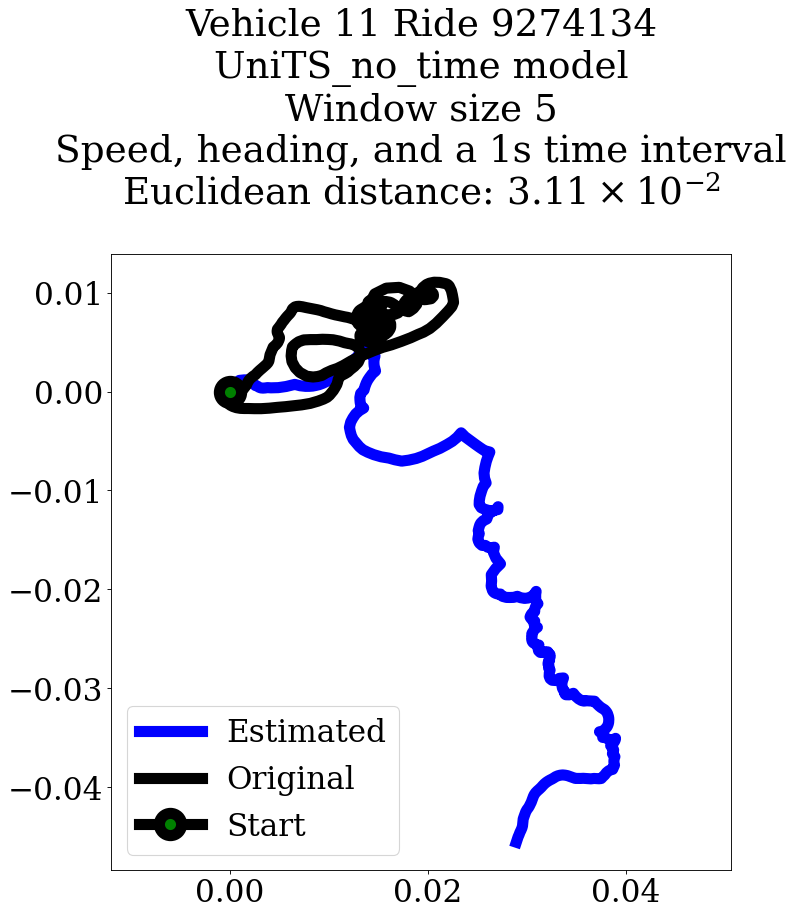 Vehicle 11 Ride 9274134
UniTS_no_time model
Window size 5
Speed, heading, and a 1s time interval
Euclidean distance: 3.11 × 10⁻²
0.01
0.00
−0.01
−0.02
−0.03
−0.04
Estimated
Original
Start
0.00 0.02 0.04